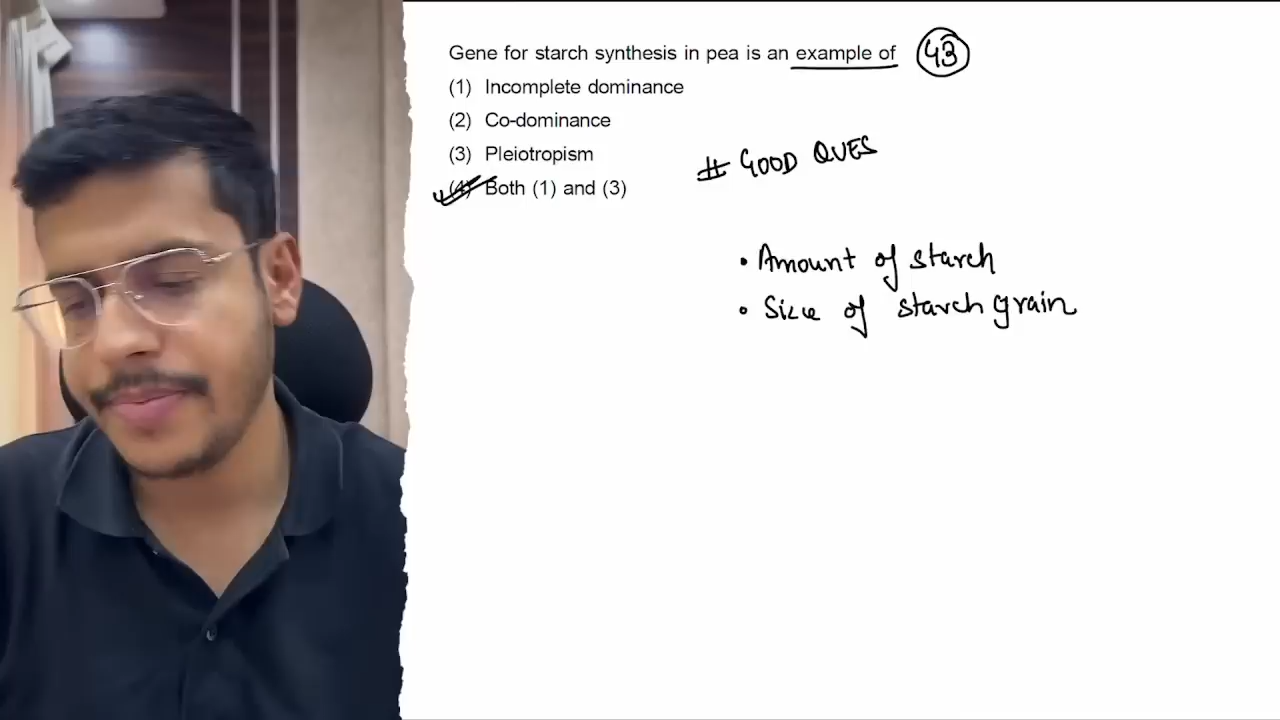 Gene for starch synthesis in pea is an example of 43
(1) Incomplete dominance
(2) Co-dominance
(3) Pleiotropism
(4) Both (1) and (3)
# GOOD QUES
• Amount of starch
• Size of starch grain